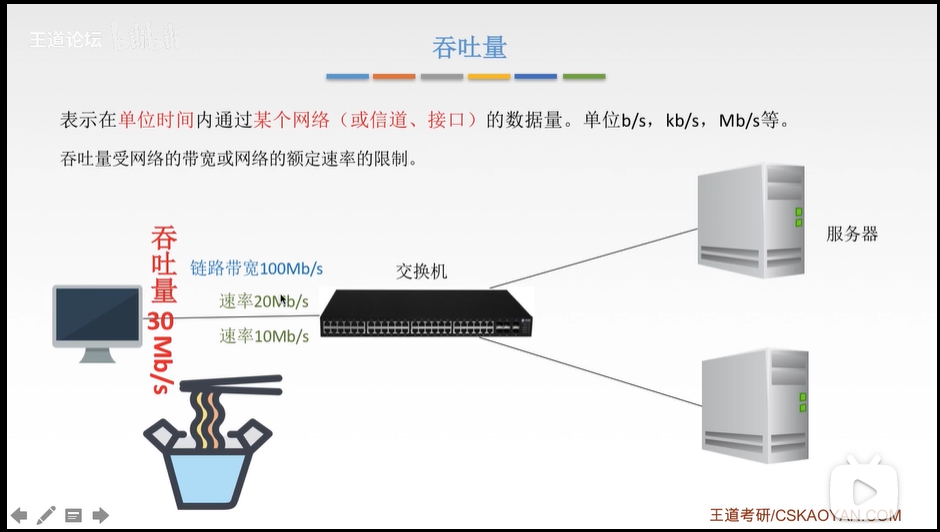 王道论坛
吞吐量
表示在单位时间内通过某个网络（或信道、接口）的数据量。单位b/s，kb/s，Mb/s等。
吞吐量受网络的带宽或网络的额定速率的限制。
吞吐量30 Mb/s
链路带宽100Mb/s
速率20Mb/s
速率10Mb/s
交换机
服务器
王道考研/CSKAOYAN.COM